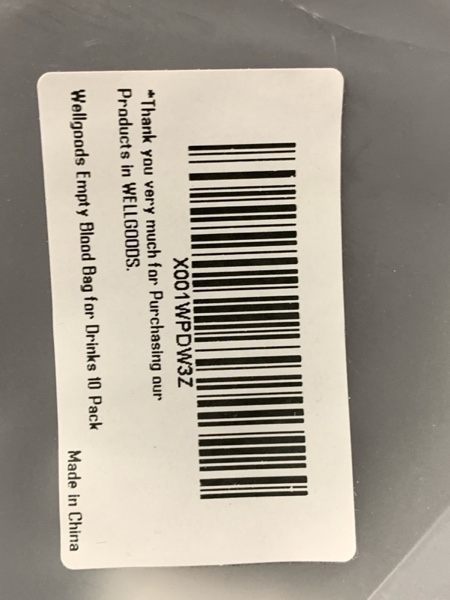 X001WPDW3Z
*Thank you very much for Purchasing our
Products in WELLGOODS.
Wellgoods Empty Blood Bag for Drinks 10 Pack
Made in China